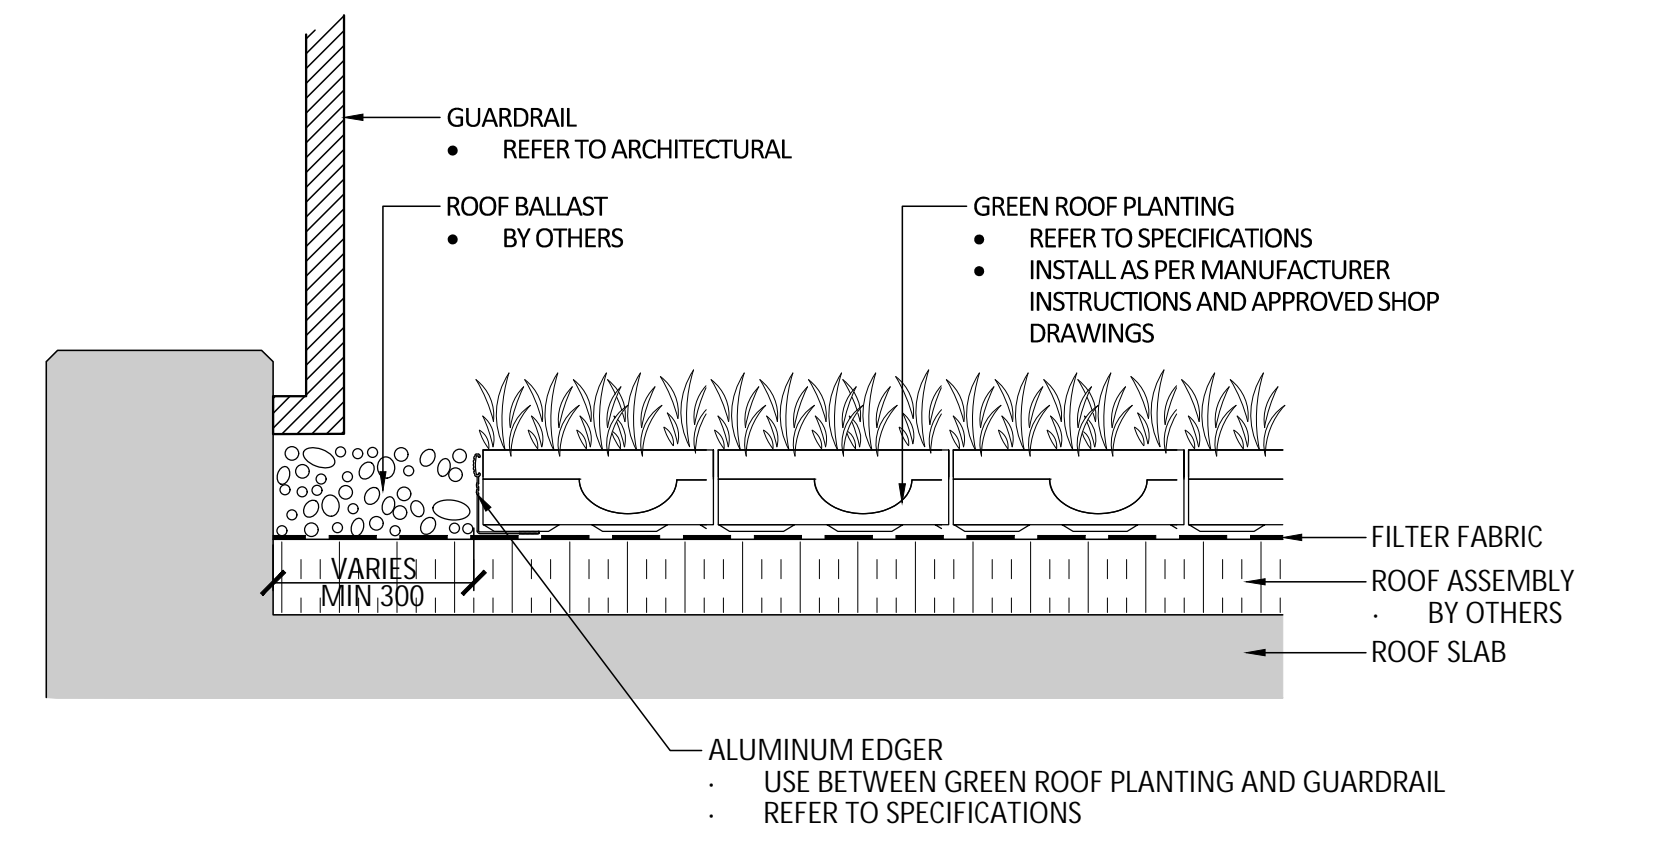 GUARDRAIL
• REFER TO ARCHITECTURAL
ROOF BALLAST
• BY OTHERS
GREEN ROOF PLANTING
• REFER TO SPECIFICATIONS
• INSTALL AS PER MANUFACTURER
INSTRUCTIONS AND APPROVED SHOP
DRAWINGS
FILTER FABRIC
ROOF ASSEMBLY
· BY OTHERS
ROOF SLAB
VARIES
MIN 300
ALUMINUM EDGER
· USE BETWEEN GREEN ROOF PLANTING AND GUARDRAIL
· REFER TO SPECIFICATIONS